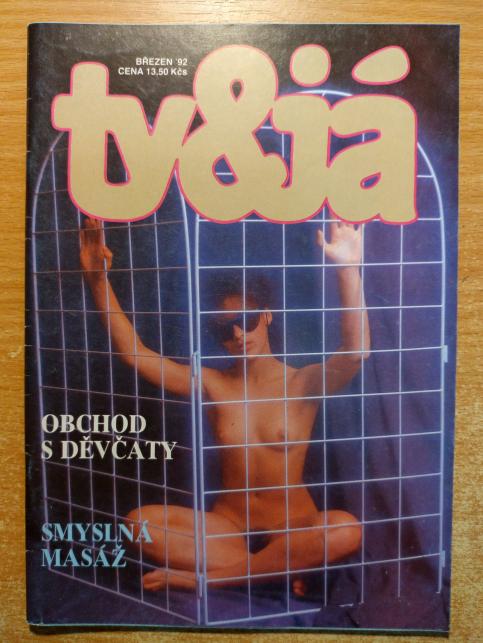 BŘEZEN '92
CENA 13,50 Kčs
ty&já
OBCHOD
S DĚVČATY
SMYSLNÁ
MASÁŽ